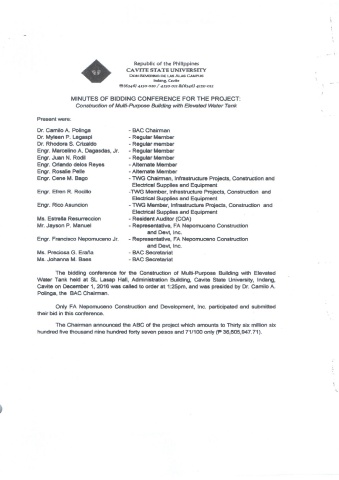 Republic of the Philippines
CAVITE STATE UNIVERSITY
DON SEVERINO DE LAS ALAS CAMPUS
Indang, Cavite
MINUTES OF BIDDING CONFERENCE FOR THE PROJECT:
Construction of Multi-Purpose Building with Elevated Water Tank
Present were:
Dr. Camilo A. Polinga - BAC Chairman
Dr. Myleen P. Legaspi - Regular Member
Dr. Rhodora S. Crizaldo - Regular member
Engr. Marcelino A. Dagasdas, Jr. - Regular Member
Engr. Juan N. Rodil - Regular Member
Engr. Orlando delos Reyes - Alternate Member
Engr. Rosalie Pelle - Alternate Member
Engr. Cene M. Bago - TWG Chairman, Infrastructure Projects, Construction and
Electrical Supplies and Equipment
Engr. Efren R. Rocillo -TWG Member, Infrastructure Projects, Construction and
Electrical Supplies and Equipment
Engr. Rico Asuncion - TWG Member, Infrastructure Projects, Construction and
Electrical Supplies and Equipment
Ms. Estrella Resurreccion - Resident Auditor (COA)
Mr. Jayson P. Manuel - Representative, FA Nepomuceno Construction
and Devt, Inc.
Engr. Francisco Nepomuceno Jr. - Representative, FA Nepomuceno Construction
and Devt, Inc.
Ms. Preciosa G. Eraña - BAC Secretariat
Ms. Johanna M. Baes - BAC Secretariat
The bidding conference for the Construction of Multi-Purpose Building with Elevated
Water Tank held at SL Lasap Hall, Administration Building, Cavite State University, Indang,
Cavite on December 1, 2016 was called to order at 1:25pm, and was presided by Dr. Camilo A.
Polinga, the BAC Chairman.
Only FA Nepomuceno Construction and Development, Inc. participated and submitted
their bid in this conference.
The Chairman announced the ABC of the project which amounts to Thirty six million six
hundred five thousand nine hundred forty seven pesos and 71/100 only (₱ 36,605,947.71).